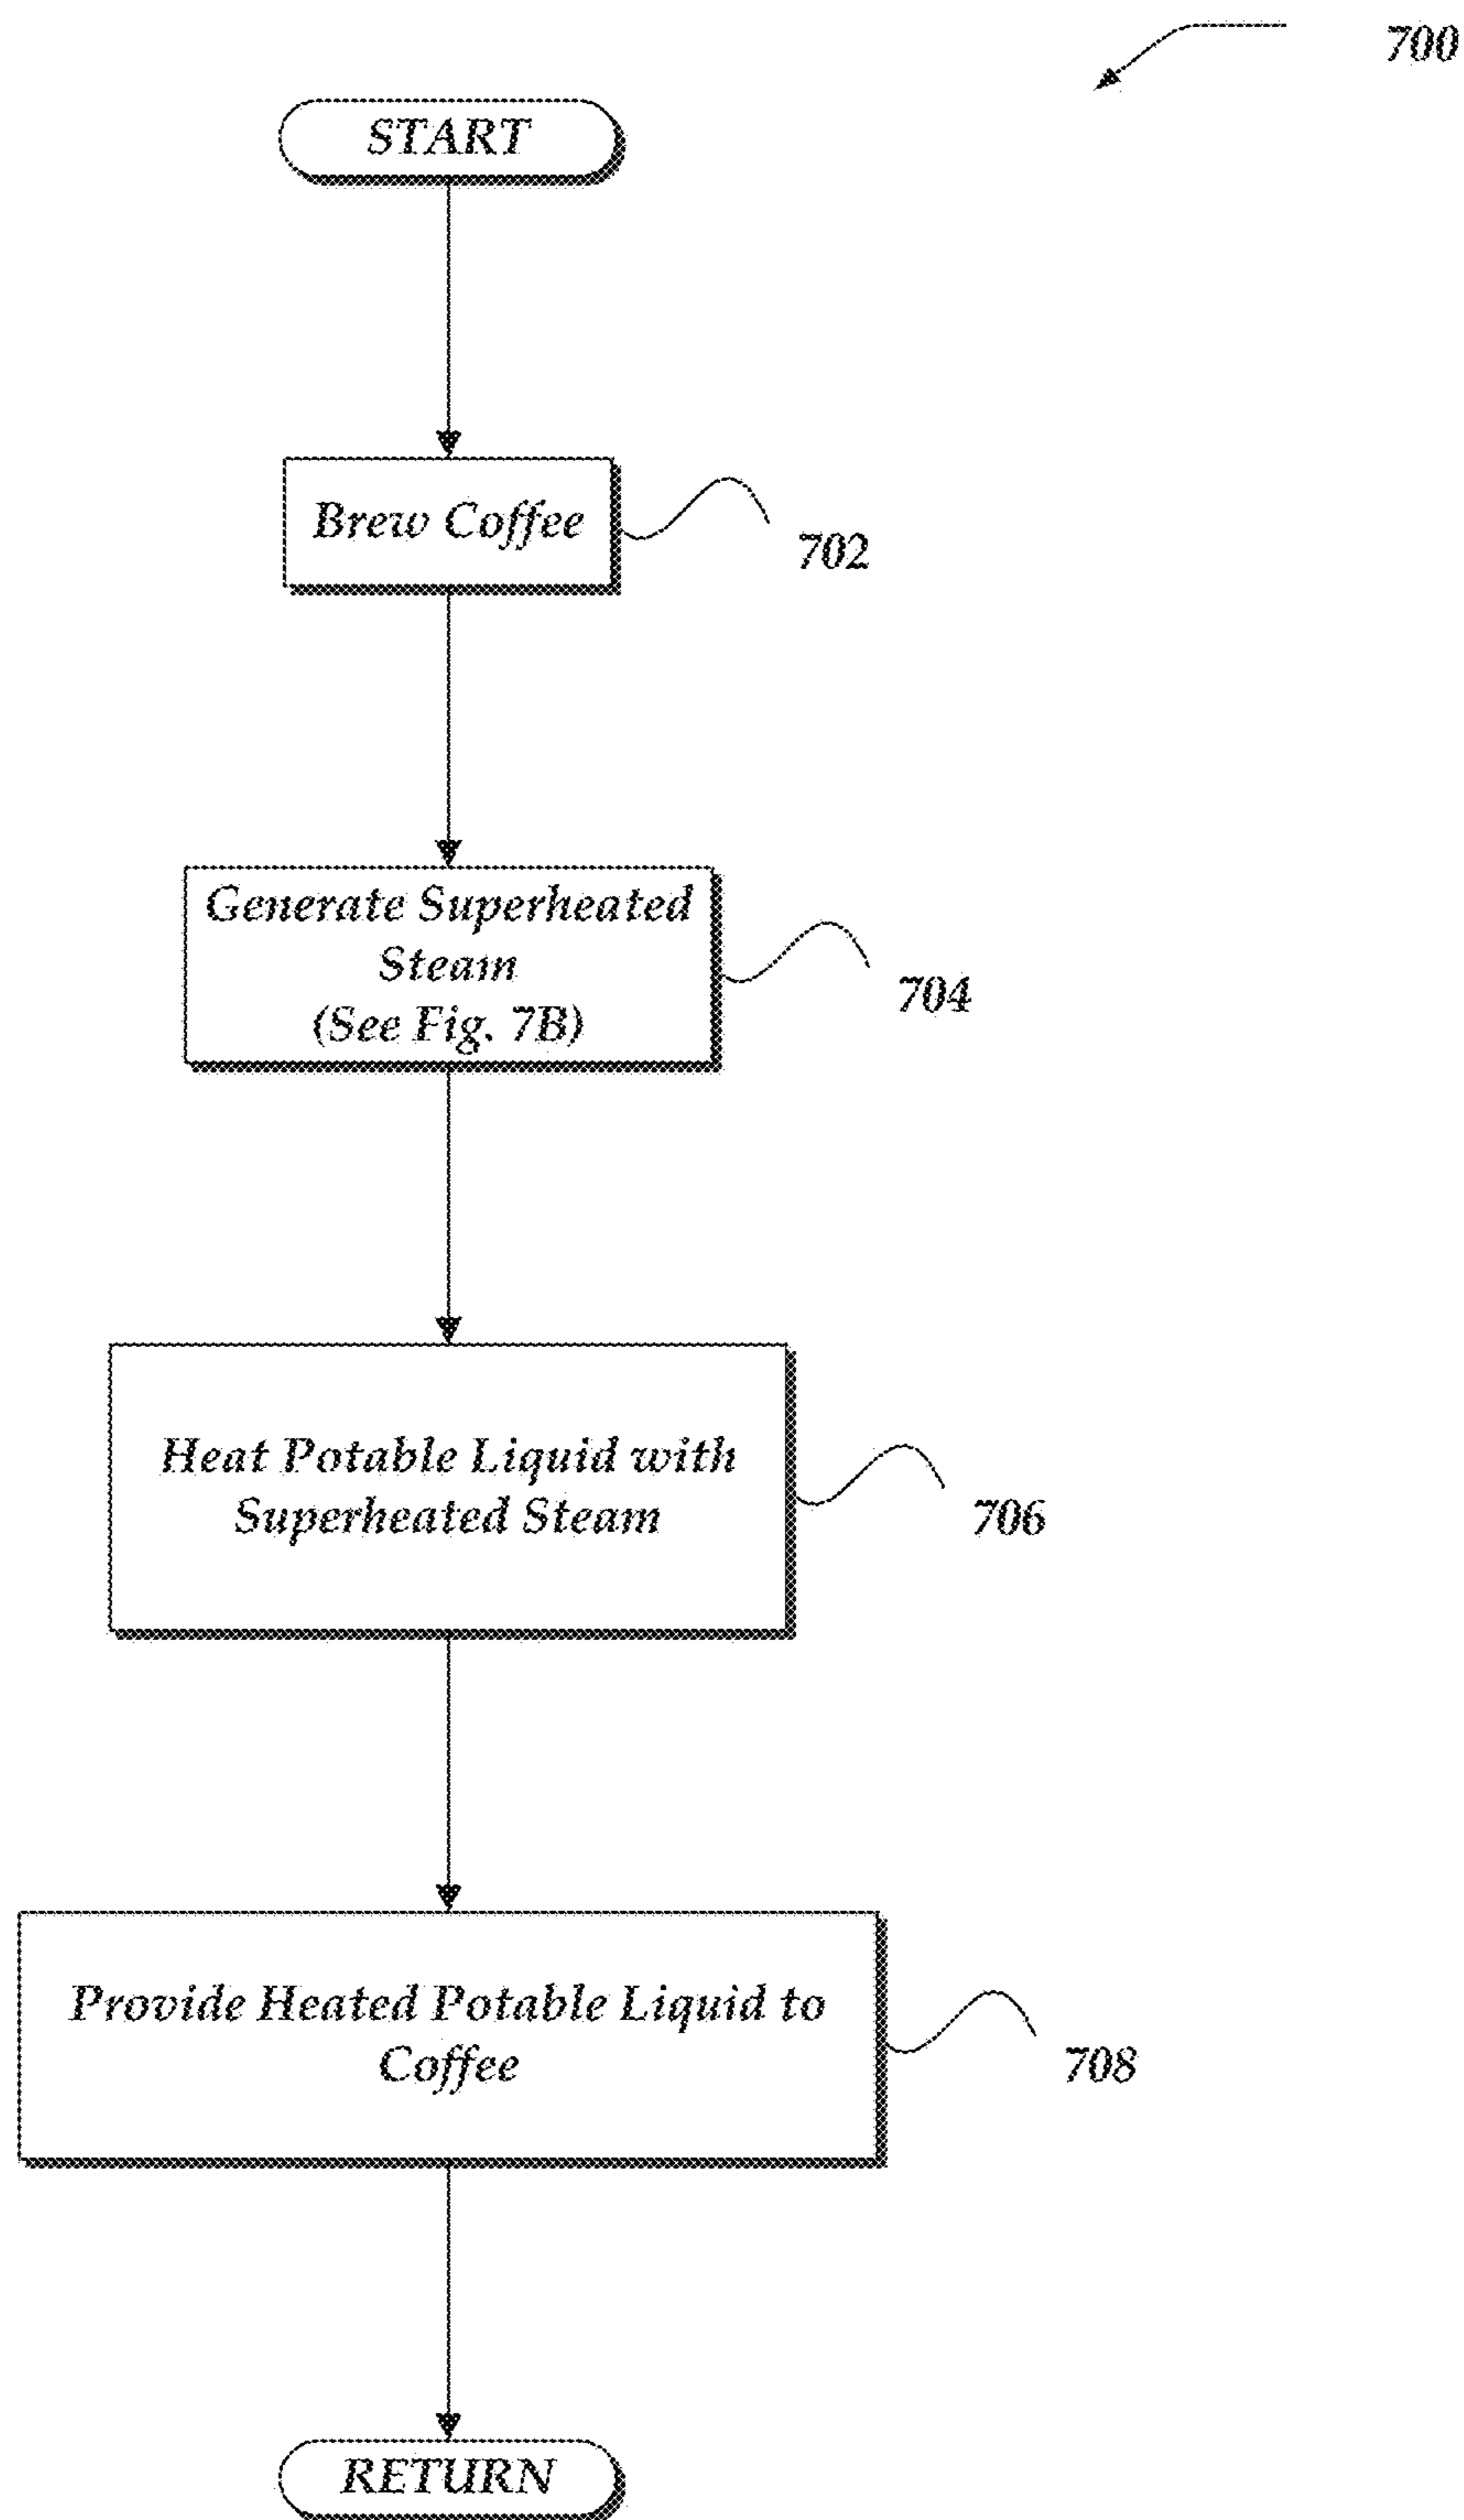 700
START
Brew Coffee
702
Generate Superheated
Steam
(See Fig. 7B)
704
Heat Potable Liquid with
Superheated Steam
706
Provide Heated Potable Liquid to
Coffee
708
RETURN